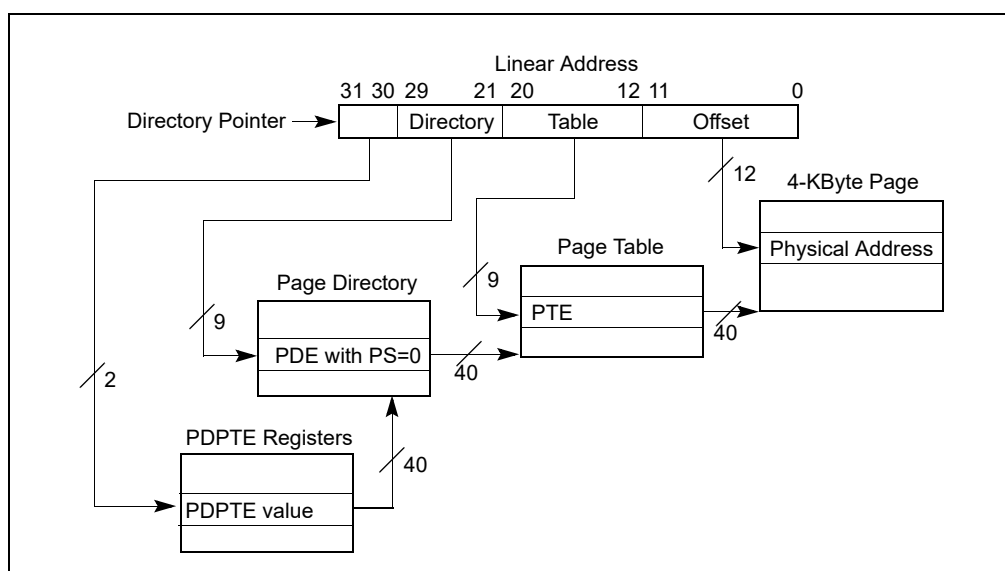 Linear Address
31 30 29 21 20 12 11 0
Directory Pointer Directory Table Offset
12
4-KByte Page
Physical Address
Page Table
9
PTE
40
Page Directory
9
PDE with PS=0
40
2
PDPTE Registers
40
PDPTE value